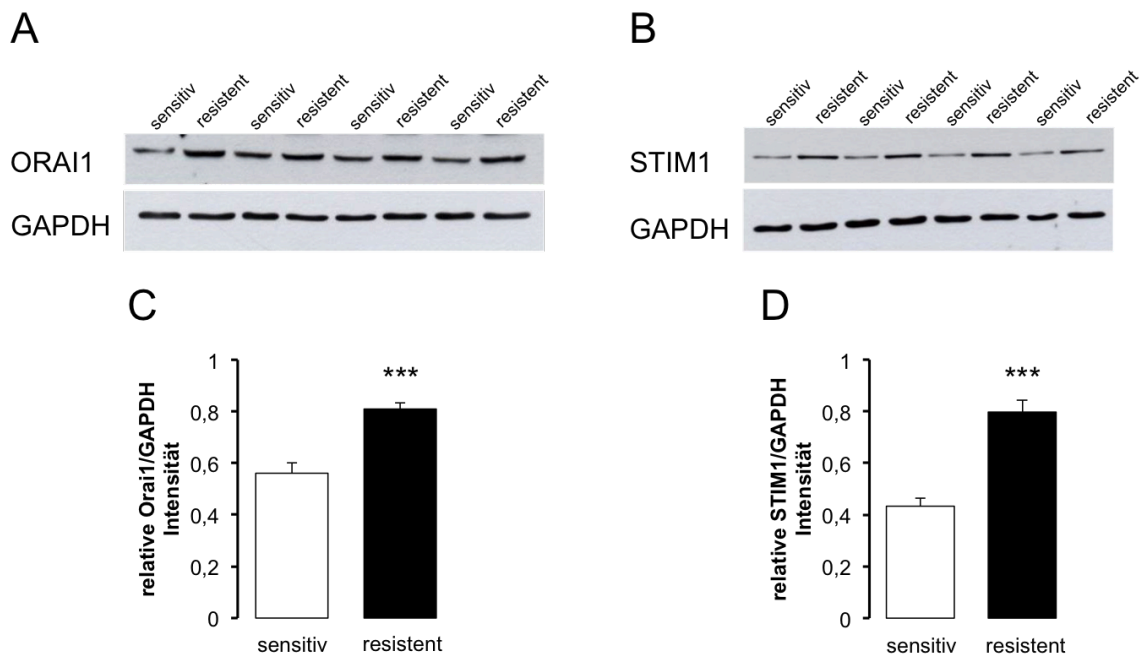 A
sensitiv resistent sensitiv resistent sensitiv resistent sensitiv resistent
ORAI1
GAPDH
B
sensitiv resistent sensitiv resistent sensitiv resistent sensitiv resistent
STIM1
GAPDH
C
relative Orai1/GAPDH
Intensität
1
0,8
0,6
0,4
0,2
0
***
sensitiv resistent
D
relative STIM1/GAPDH
Intensität
1
0,8
0,6
0,4
0,2
0
***
sensitiv resistent